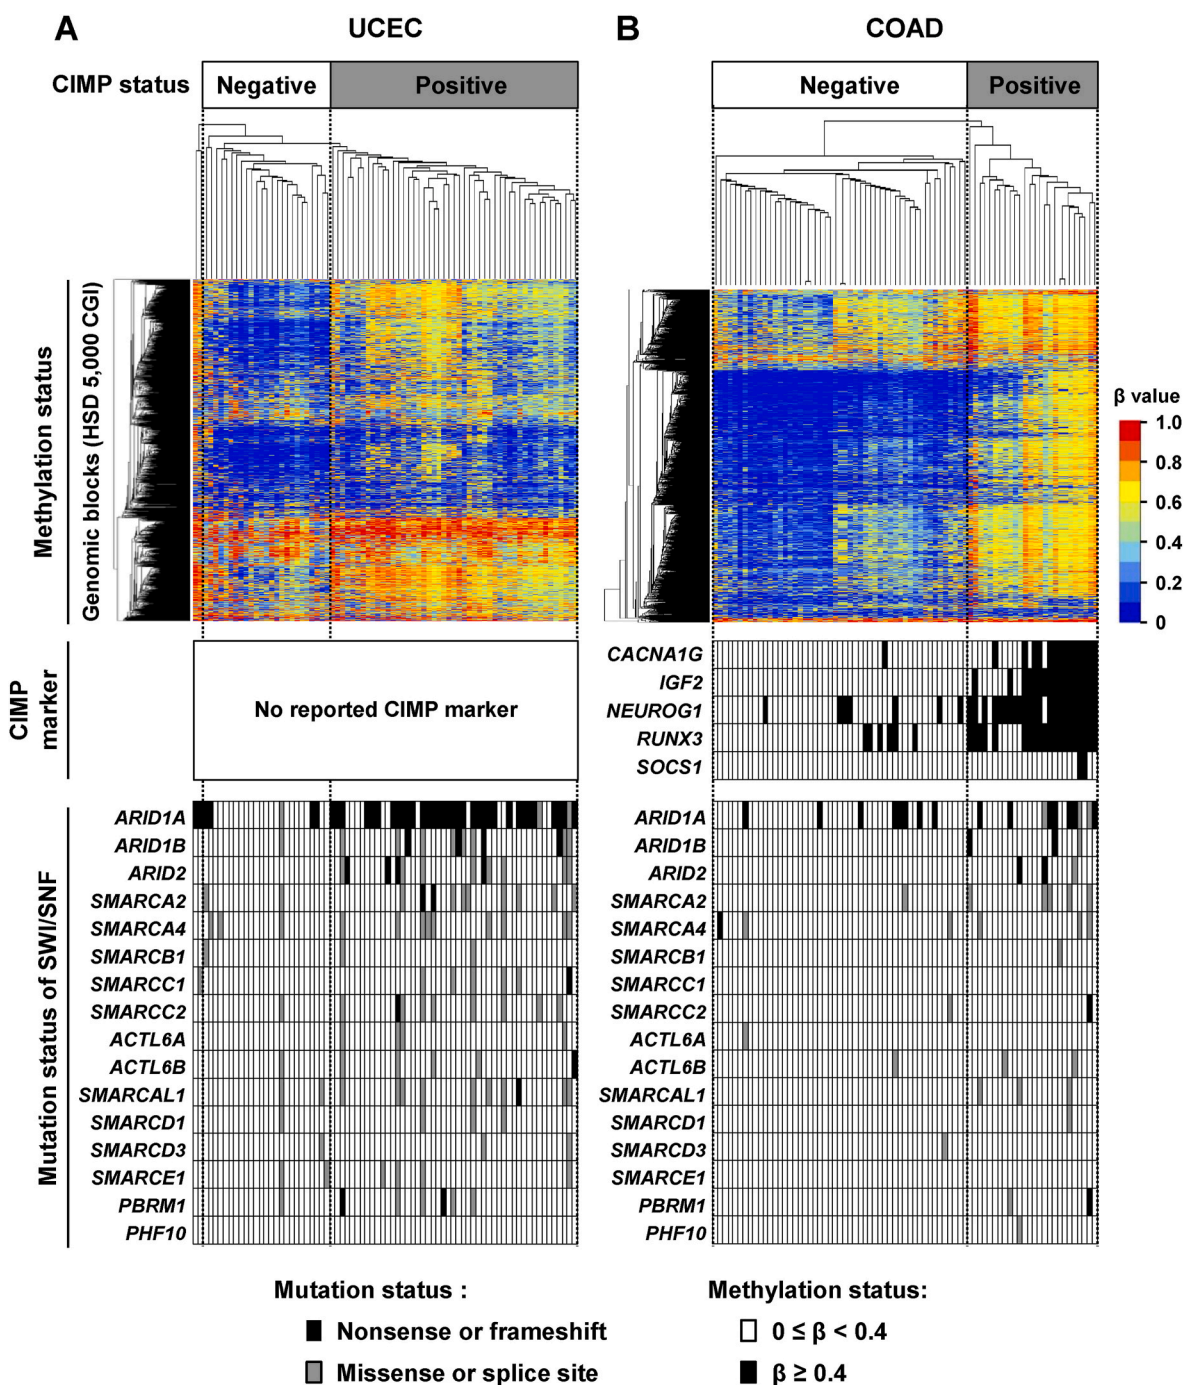 A
UCEC
B
COAD
CIMP status
Negative
Positive
Negative
Positive
Methylation status
Genomic blocks (HSD 5,000 CGI)
β value
1.0
0.8
0.6
0.4
0.2
0
CIMP
marker
No reported CIMP marker
CACNA1G
IGF2
NEUROG1
RUNX3
SOCS1
Mutation status of SWI/SNF
ARID1A
ARID1B
ARID2
SMARCA2
SMARCA4
SMARCB1
SMARCC1
SMARCC2
ACTL6A
ACTL6B
SMARCAL1
SMARCD1
SMARCD3
SMARCE1
PBRM1
PHF10
ARID1A
ARID1B
ARID2
SMARCA2
SMARCA4
SMARCB1
SMARCC1
SMARCC2
ACTL6A
ACTL6B
SMARCAL1
SMARCD1
SMARCD3
SMARCE1
PBRM1
PHF10
Mutation status :
Nonsense or frameshift
Missense or splice site
Methylation status:
0 ≤ β < 0.4
β ≥ 0.4